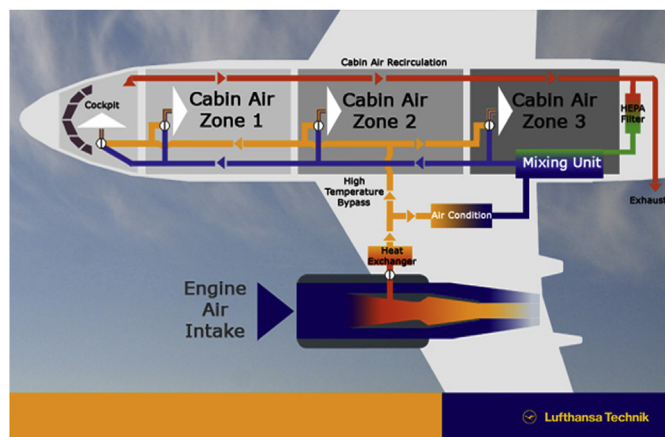 Cabin Air Recirculation
Cockpit
Cabin Air
Zone 1
Cabin Air
Zone 2
Cabin Air
Zone 3
HEPA
Filter
Mixing Unit
High
Temperature
Bypass
Air Condition
Exhaust
Heat
Exchanger
Engine
Air
Intake
Lufthansa Technik